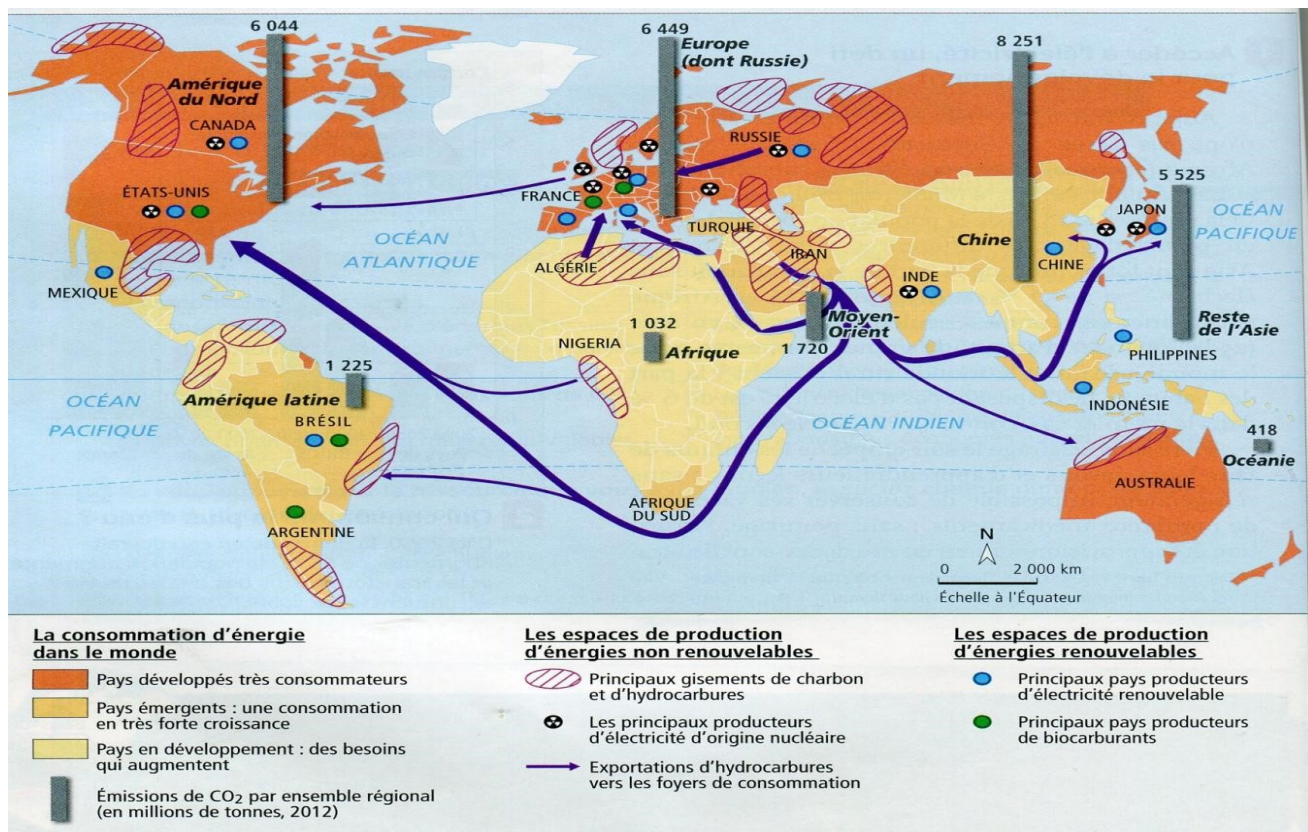 6 044
Amérique
du Nord
CANADA
ÉTATS-UNIS
MEXIQUE
OCÉAN
ATLANTIQUE
6 449
Europe
(dont Russie)
RUSSIE
FRANCE
TURQUIE
ALGÉRIE
IRAN
8 251
Chine
CHINE
INDE
JAPON
5 525
OCÉAN
PACIFIQUE
Reste
de l'Asie
PHILIPPINES
INDONÉSIE
Moyen-
Orient
1 720
NIGERIA
1 032
Afrique
1 225
Amérique latine
BRÉSIL
OCÉAN
PACIFIQUE
ARGENTINE
AFRIQUE
DU SUD
OCÉAN INDIEN
418
Océanie
AUSTRALIE
N
0 2 000 km
Échelle à l'Équateur
La consommation d'énergie
dans le monde
Pays développés très consommateurs
Pays émergents : une consommation
en très forte croissance
Pays en développement : des besoins
qui augmentent
Émissions de CO2 par ensemble régional
(en millions de tonnes, 2012)
Les espaces de production
d'énergies non renouvelables
Principaux gisements de charbon
et d'hydrocarbures
Les principaux producteurs
d'électricité d'origine nucléaire
Exportations d'hydrocarbures
vers les foyers de consommation
Les espaces de production
d'énergies renouvelables
Principaux pays producteurs
d'électricité renouvelable
Principaux pays producteurs
de biocarburants